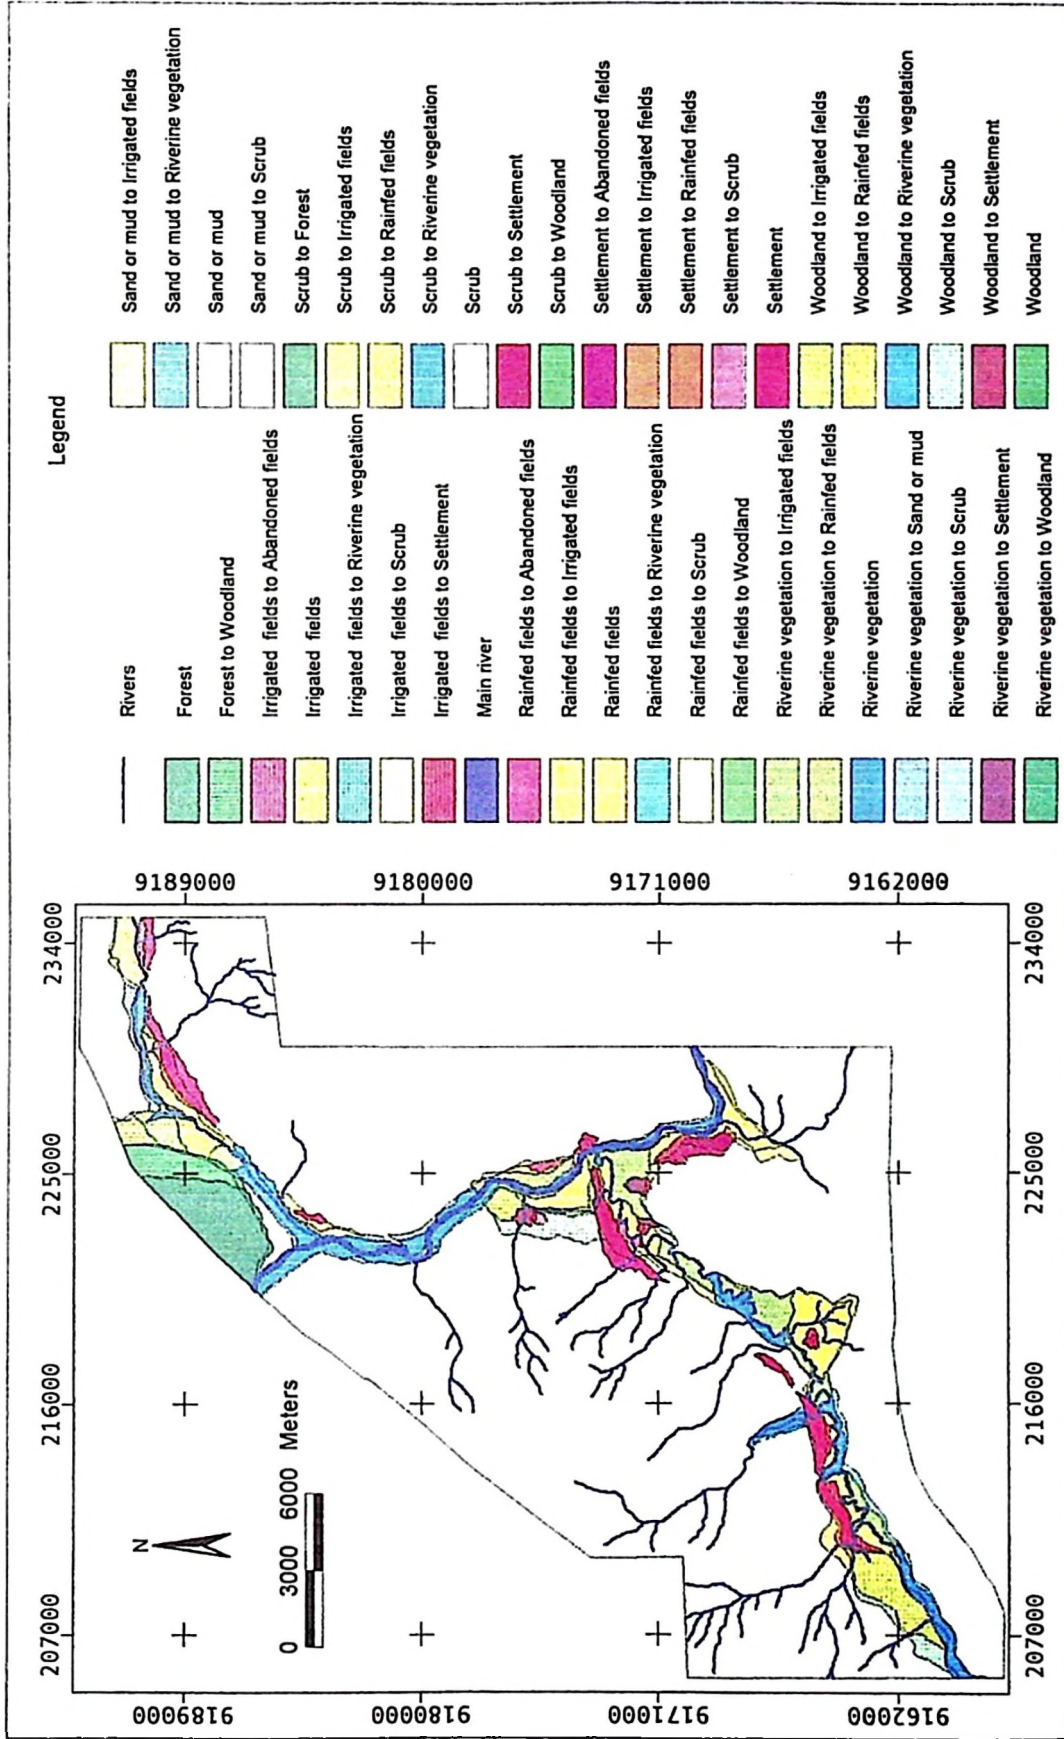 Legend
Rivers
Forest
Forest to Woodland
Irrigated fields to Abandoned fields
Irrigated fields
Irrigated fields to Riverine vegetation
Irrigated fields to Scrub
Irrigated fields to Settlement
Main river
Rainfed fields to Abandoned fields
Rainfed fields to Irrigated fields
Rainfed fields
Rainfed fields to Riverine vegetation
Rainfed fields to Scrub
Rainfed fields to Woodland
Riverine vegetation to Irrigated fields
Riverine vegetation to Rainfed fields
Riverine vegetation
Riverine vegetation to Sand or mud
Riverine vegetation to Scrub
Riverine vegetation to Settlement
Riverine vegetation to Woodland
Sand or mud to Irrigated fields
Sand or mud to Riverine vegetation
Sand or mud
Sand or mud to Scrub
Scrub to Forest
Scrub to Irrigated fields
Scrub to Rainfed fields
Scrub to Riverine vegetation
Scrub
Scrub to Settlement
Scrub to Woodland
Settlement to Abandoned fields
Settlement to Irrigated fields
Settlement to Rainfed fields
Settlement to Scrub
Settlement
Woodland to Irrigated fields
Woodland to Rainfed fields
Woodland to Riverine vegetation
Woodland to Scrub
Woodland to Settlement
Woodland
207000 216000 225000 234000
9189000
9180000
9171000
9162000
N
0 3000 6000 Meters
9189000
9180000
9171000
9162000
207000 216000 225000 234000